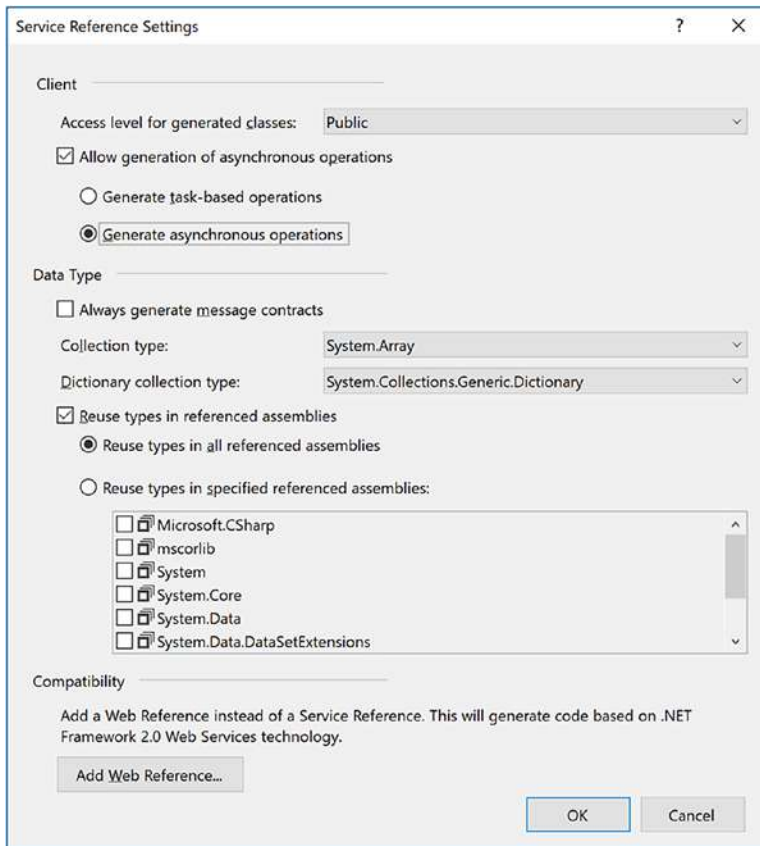 Service Reference Settings
Client
Access level for generated classes: Public
Allow generation of asynchronous operations
Generate task-based operations
Generate asynchronous operations
Data Type
Always generate message contracts
Collection type: System.Array
Dictionary collection type: System.Collections.Generic.Dictionary
Reuse types in referenced assemblies
Reuse types in all referenced assemblies
Reuse types in specified referenced assemblies:
Microsoft.CSharp
mscorlib
System
System.Core
System.Data
System.Data.DataSetExtensions
Compatibility
Add a Web Reference instead of a Service Reference. This will generate code based on .NET
Framework 2.0 Web Services technology.
Add Web Reference...
OK Cancel